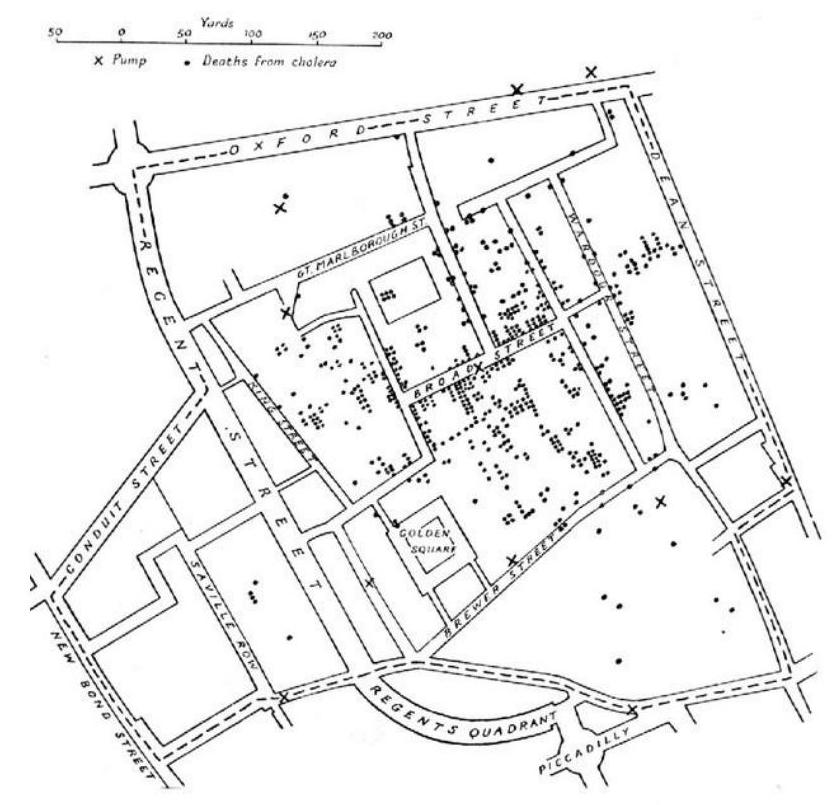 Yards
50 0 50 100 150 200
x Pump • Deaths from cholera
OXFORD STREET
DEAN STREET
REGENT STREET
GT. MARLBOROUGH ST.
WARDOUR STREET
BROAD STREET
KING STREET
CONDUIT STREET
GOLDEN
SQUARE
BREWER STREET
SAVILLE ROW
NEW BOND STREET
REGENTS QUADRANT
PICCADILLY